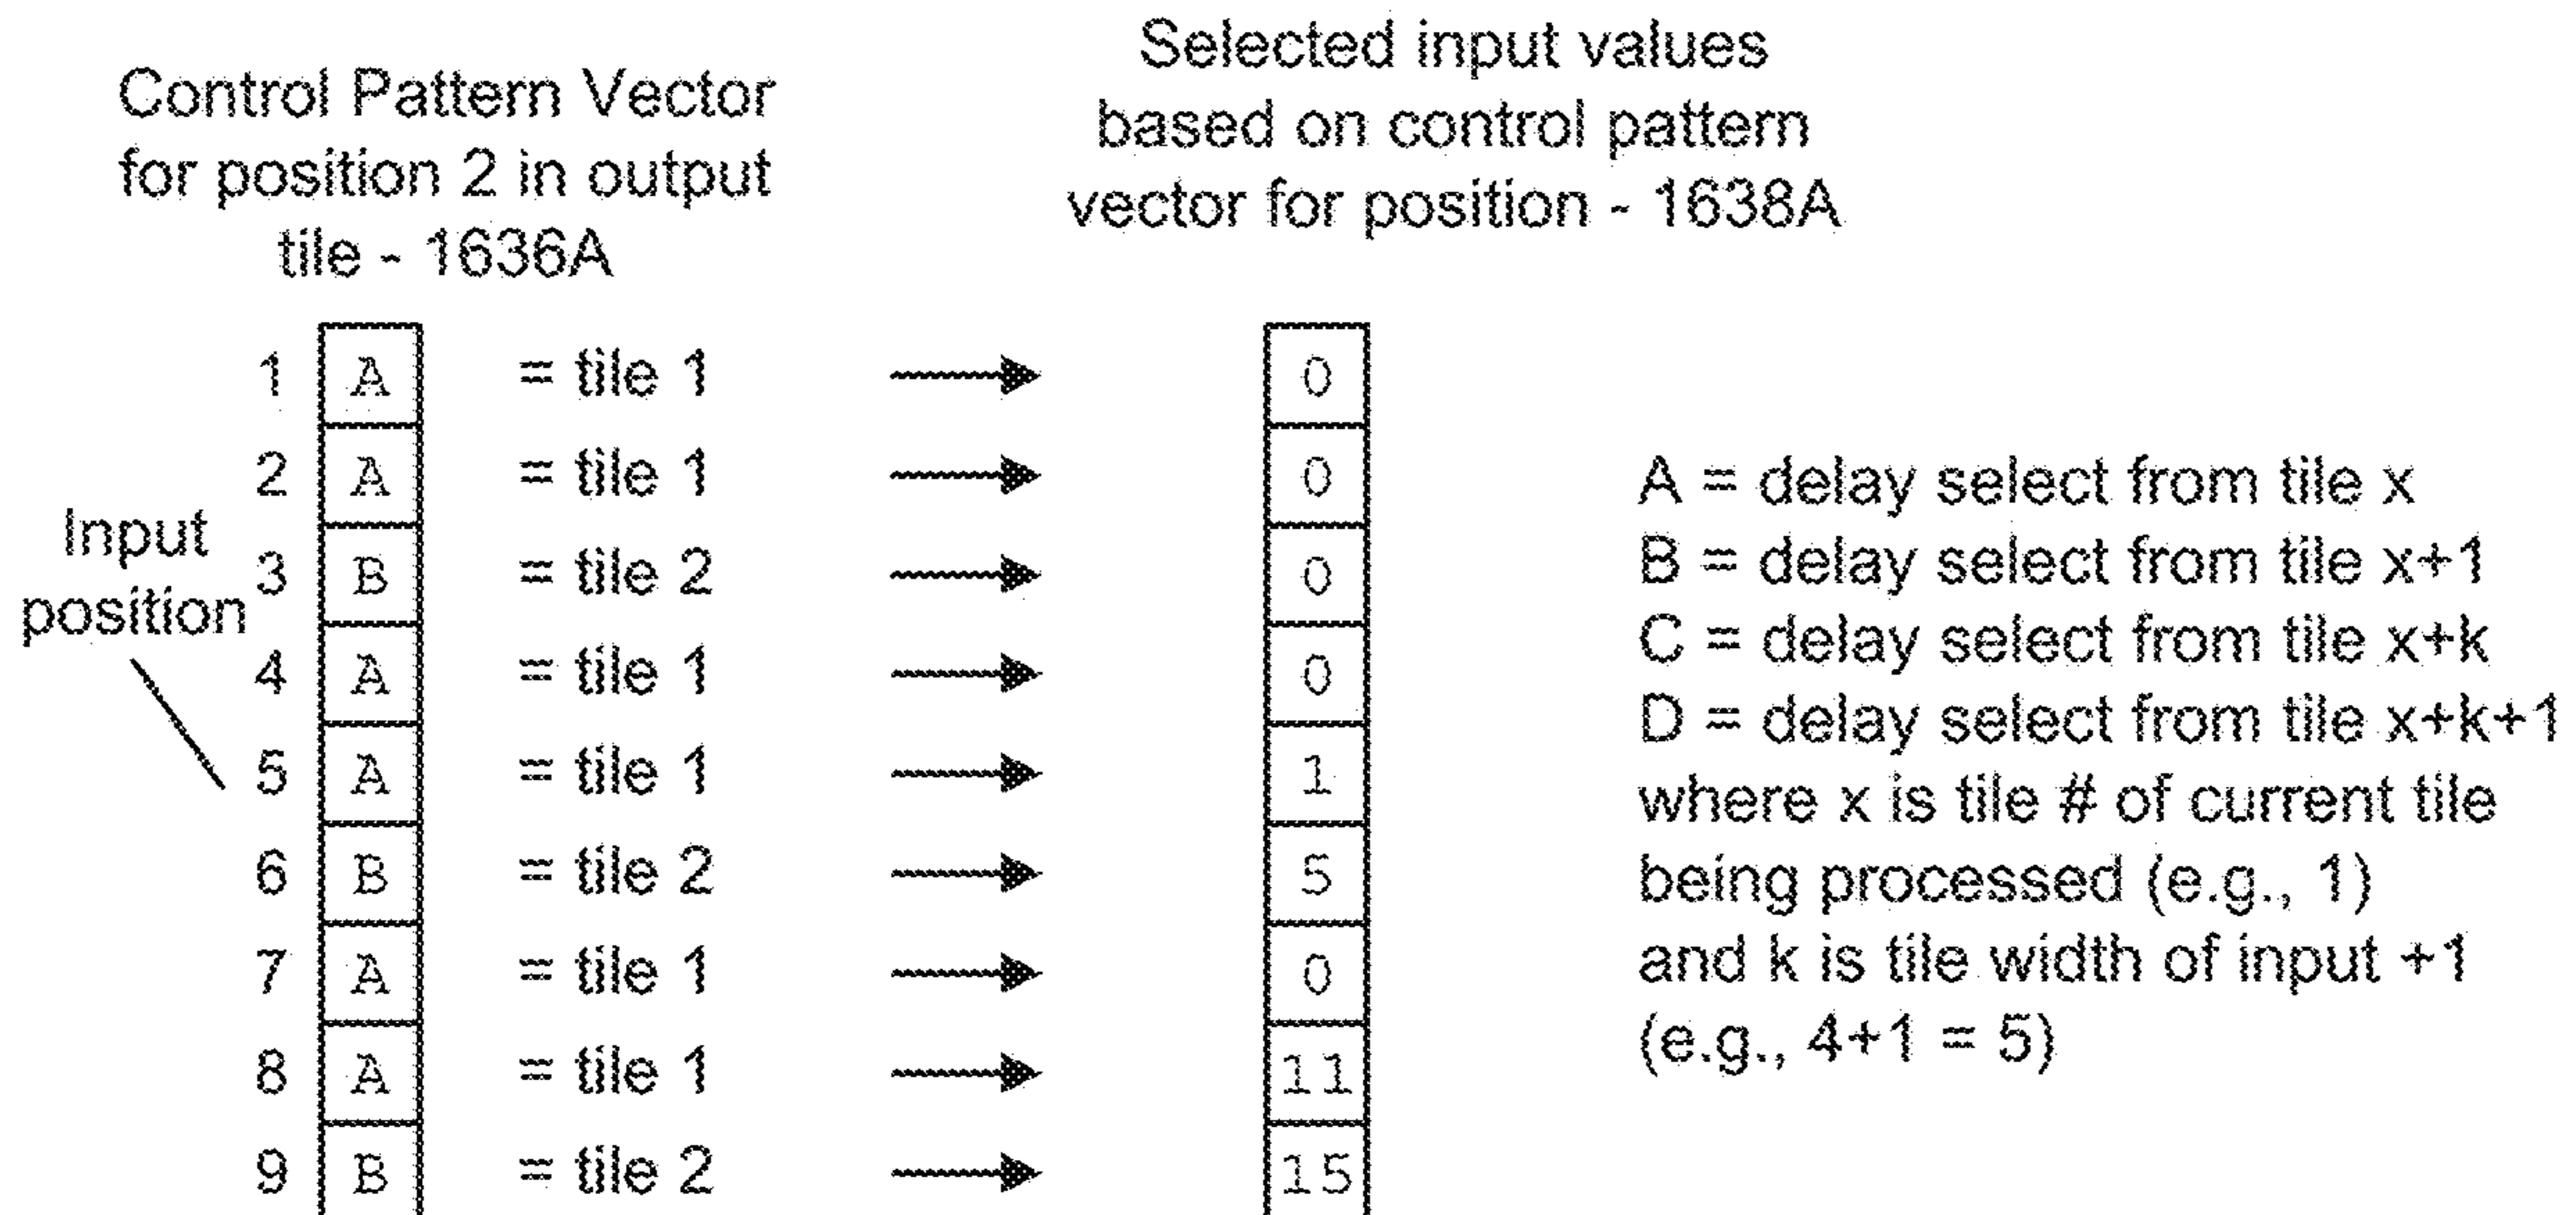 Control Pattern Vector
for position 2 in output
tile - 1636A
Selected input values
based on control pattern
vector for position - 1638A
Input
position
1 A = tile 1 0
2 A = tile 1 0
3 B = tile 2 0
4 A = tile 1 0
5 A = tile 1 1
6 B = tile 2 5
7 A = tile 1 0
8 A = tile 1 11
9 B = tile 2 15
A = delay select from tile x
B = delay select from tile x+1
C = delay select from tile x+k
D = delay select from tile x+k+1
where x is tile # of current tile
being processed (e.g., 1)
and k is tile width of input +1
(e.g., 4+1 = 5)